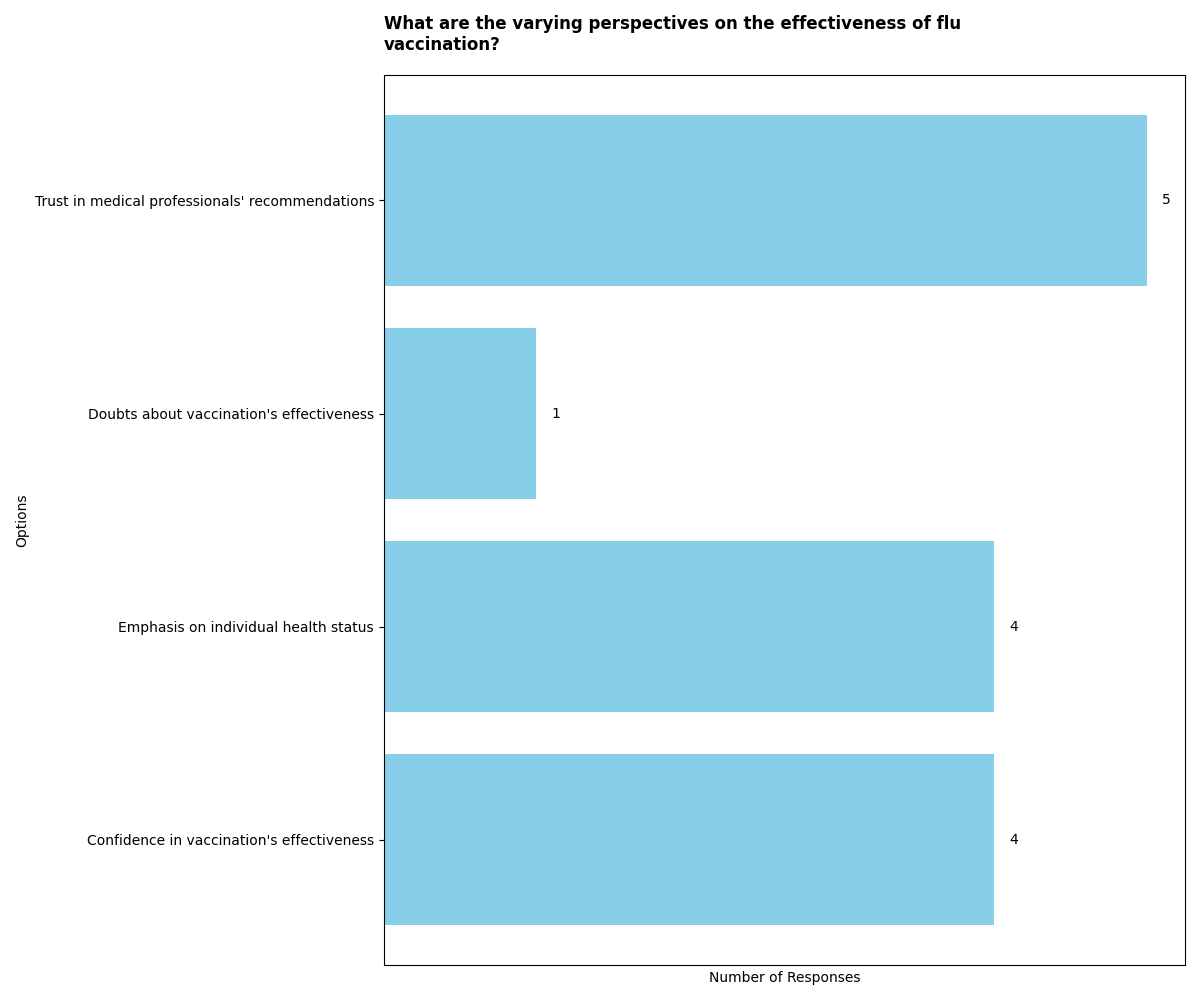 What are the varying perspectives on the effectiveness of flu
vaccination?
Trust in medical professionals' recommendations
5
Doubts about vaccination's effectiveness
1
Options
Emphasis on individual health status
4
Confidence in vaccination's effectiveness
4
Number of Responses